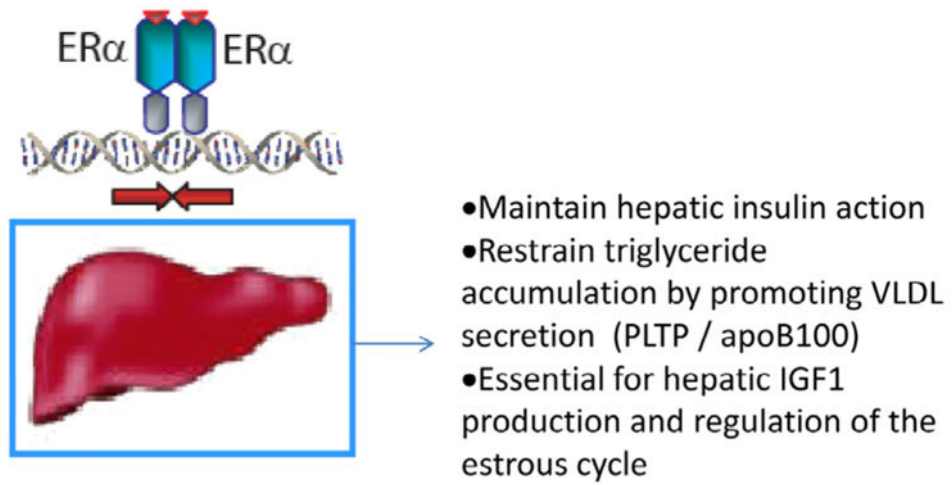 ERα ERα
•Maintain hepatic insulin action
•Restrain triglyceride
accumulation by promoting VLDL
secretion (PLTP / apoB100)
•Essential for hepatic IGF1
production and regulation of the
estrous cycle